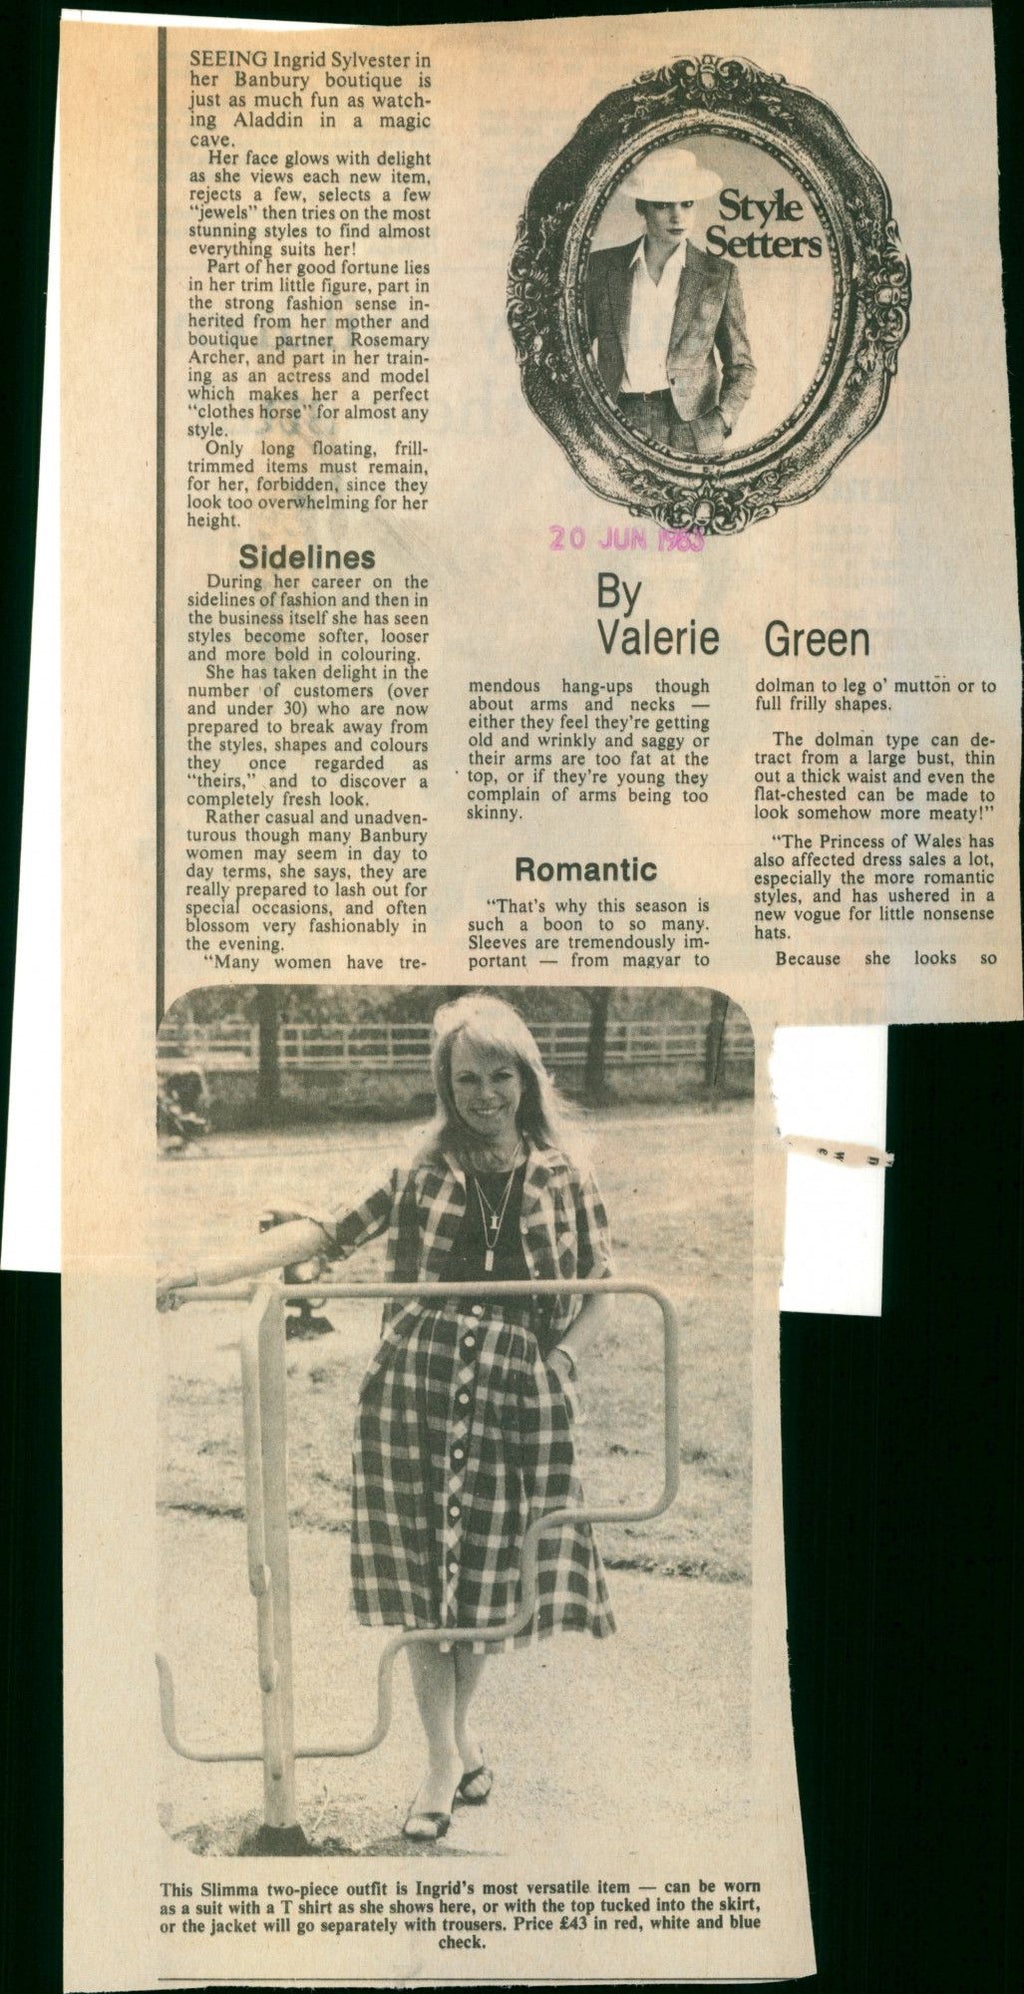 SEEING Ingrid Sylvester in
her Banbury boutique is
just as much fun as watch-
ing Aladdin in a magic
cave.
Her face glows with delight
as she views each new item,
rejects a few, selects a few
"jewels" then tries on the most
stunning styles to find almost
everything suits her!
Part of her good fortune lies
in her trim little figure, part in
the strong fashion sense in-
herited from her mother and
boutique partner Rosemary
Archer, and part in her train-
ing as an actress and model
which makes her a perfect
"clothes horse" for almost any
style.
Only long floating, frill-
trimmed items must remain,
for her, forbidden, since they
look too overwhelming for her
height.
Sidelines
During her career on the
sidelines of fashion and then in
the business itself she has seen
styles become softer, looser
and more bold in colouring.
She has taken delight in the
number of customers (over
and under 30) who are now
prepared to break away from
the styles, shapes and colours
they once regarded as
"theirs," and to discover a
completely fresh look.
Rather casual and unadven-
turous though many Banbury
women may seem in day to
day terms, she says, they are
really prepared to lash out for
special occasions, and often
blossom very fashionably in
the evening.
"Many women have tre-
Style
Setters
20 JUN 1983
By
Valerie Green
mendous hang-ups though
about arms and necks —
either they feel they're getting
old and wrinkly and saggy or
their arms are too fat at the
top, or if they're young they
complain of arms being too
skinny.
Romantic
"That's why this season is
such a boon to so many.
Sleeves are tremendously im-
portant — from magyar to
dolman to leg o' mutton or to
full frilly shapes.
The dolman type can de-
tract from a large bust, thin
out a thick waist and even the
flat-chested can be made to
look somehow more meaty!"
"The Princess of Wales has
also affected dress sales a lot,
especially the more romantic
styles, and has ushered in a
new vogue for little nonsense
hats.
Because she looks so
This Slimma two-piece outfit is Ingrid's most versatile item — can be worn
as a suit with a T shirt as she shows here, or with the top tucked into the skirt,
or the jacket will go separately with trousers. Price £43 in red, white and blue
check.